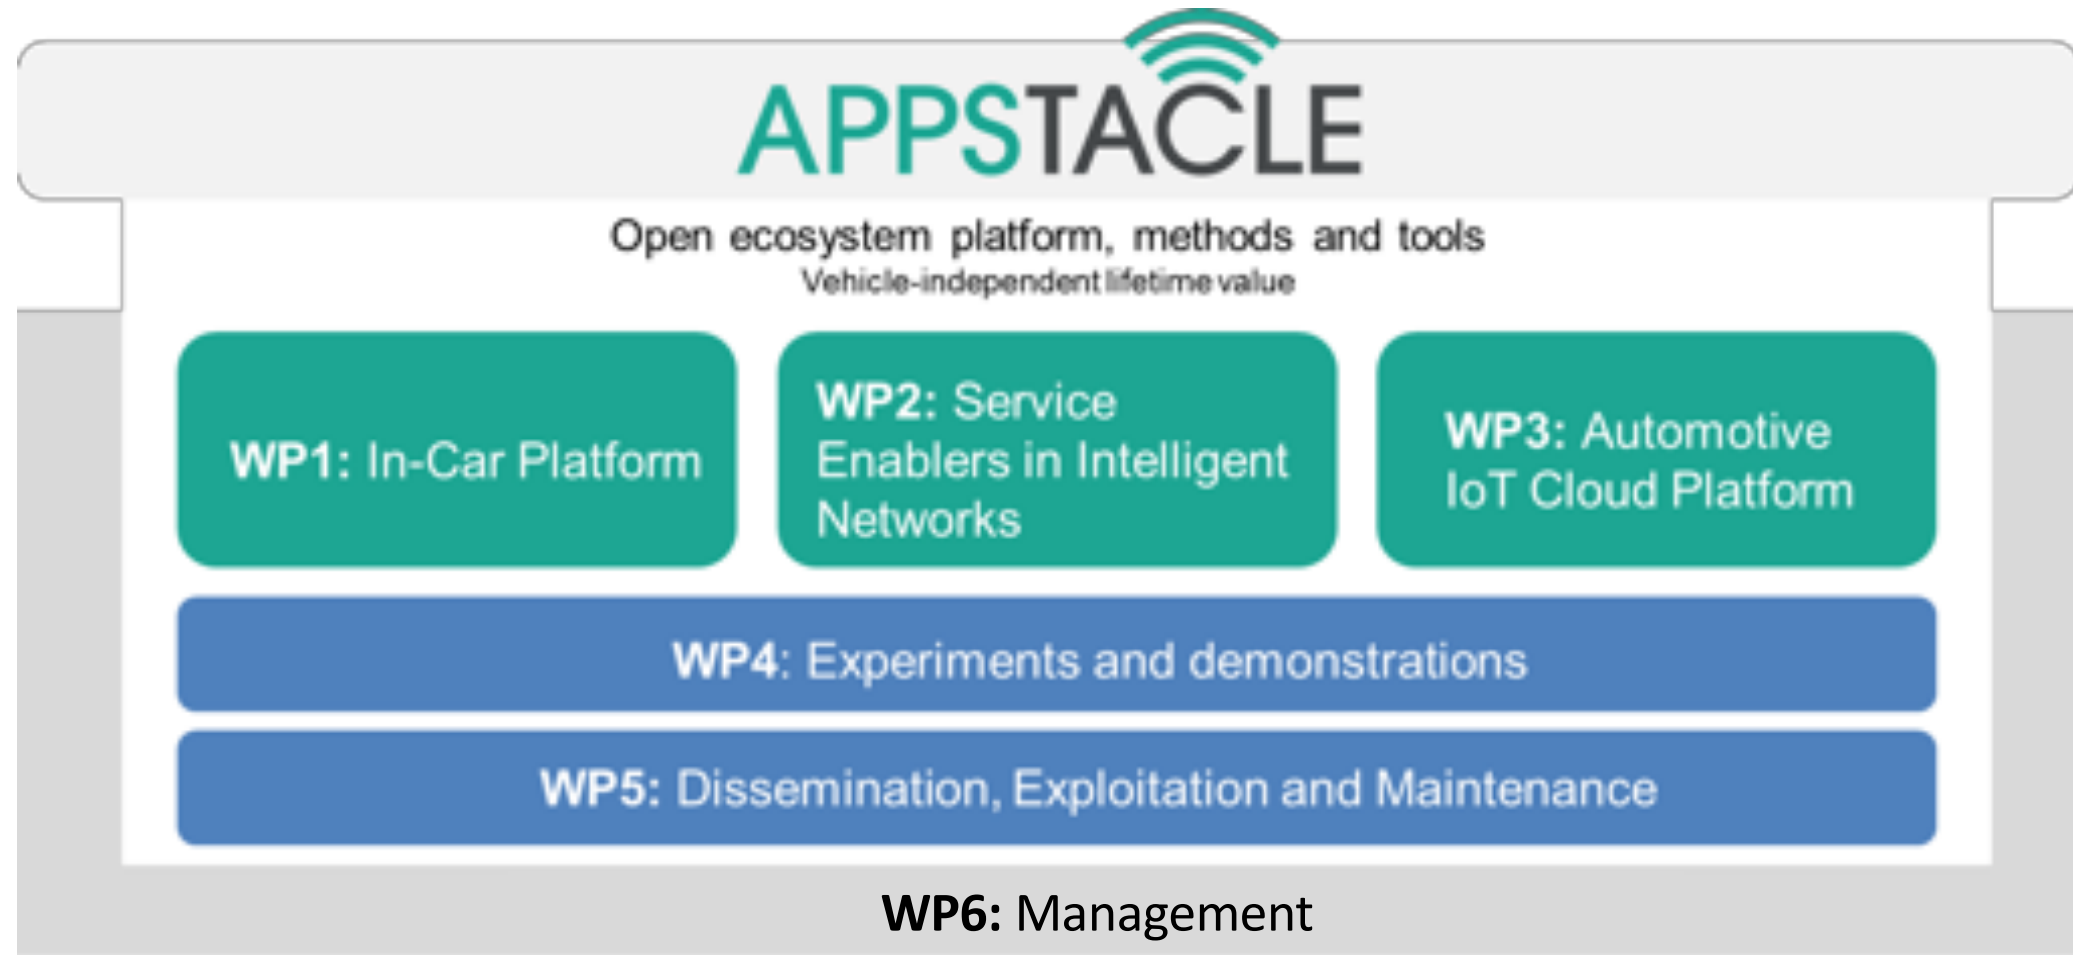 APPSTACLE
Open ecosystem platform, methods and tools
Vehicle-independent lifetime value
WP1: In-Car Platform
WP2: Service
Enablers in Intelligent
Networks
WP3: Automotive
IoT Cloud Platform
WP4: Experiments and demonstrations
WP5: Dissemination, Exploitation and Maintenance
WP6: Management